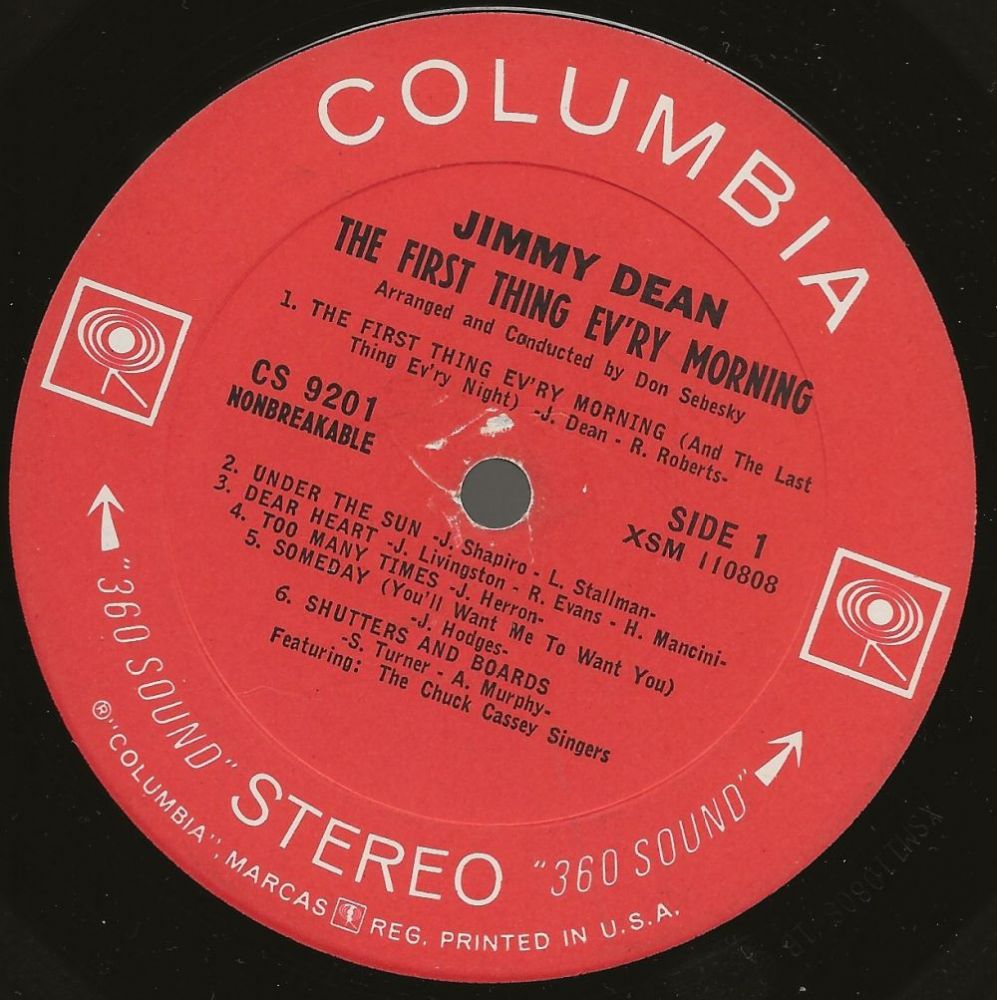 COLUMBIA
JIMMY DEAN
THE FIRST THING EV'RY MORNING
Arranged and Conducted by Don Sebesky
1. THE FIRST THING EV'RY MORNING (And The Last
Thing Ev'ry Night) -J. Dean - R. Roberts-
CS 9201
NONBREAKABLE
SIDE 1
XSM 110808
2. UNDER THE SUN -J. Shapiro - L. Stallman-
3. DEAR HEART -J. Livingston - R. Evans - H. Mancini-
4. TOO MANY TIMES -J. Herron-
5. SOMEDAY (You'll Want Me To Want You)
-J. Hodges-
6. SHUTTERS AND BOARDS
-S. Turner - A. Murphy-
Featuring: The Chuck Cassey Singers
"360 SOUND" STEREO "360 SOUND"
Ⓡ "COLUMBIA", MARCAS REG. PRINTED IN U.S.A.